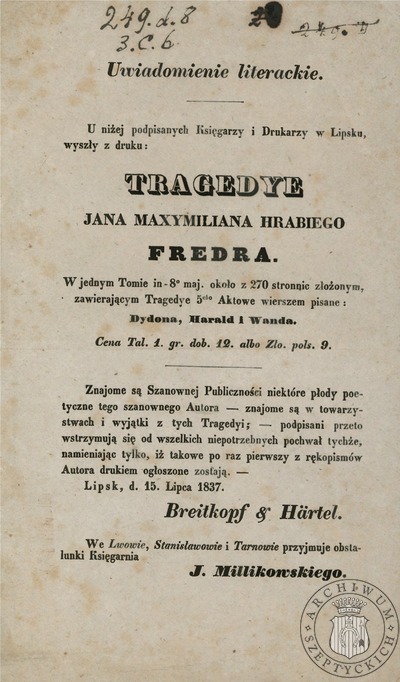 249.d.8
3.C.b
Uwiadomienie literackie.
U niżej podpisanych Księgarzy i Drukarzy w Lipsku,
wyszły z druku:
TRAGEDYE
JANA MAXYMILIANA HRABIEGO
FREDRA.
W jednym Tomie in-8º maj. około z 270 stronnic złożonym,
zawierającym Tragedye 5cio Aktowe wierszem pisane:
Dydona, Harald i Wanda.
Cena Tal. 1. gr. dob. 12. albo Zło. pols. 9.
Znajome są Szanownej Publiczności niektóre płody poe-
tyczne tego szanownego Autora — znajome są w towarzy-
stwach i wyjątki z tych Tragedyi; — podpisani przeto
wstrzymują się od wszelkich niepotrzebnych pochwał tychże,
namieniając tylko, iż takowe po raz pierwszy z rękopismów
Autora drukiem ogłoszone zostają. —
Lipsk, d. 15. Lipca 1837.
Breitkopf & Härtel.
We Lwowie, Stanisławowie i Tarnowie przyjmuje obsta-
lunki Księgarnia
J. Millikowskiego.
ARCHIWUM
SZEPTYCKICH